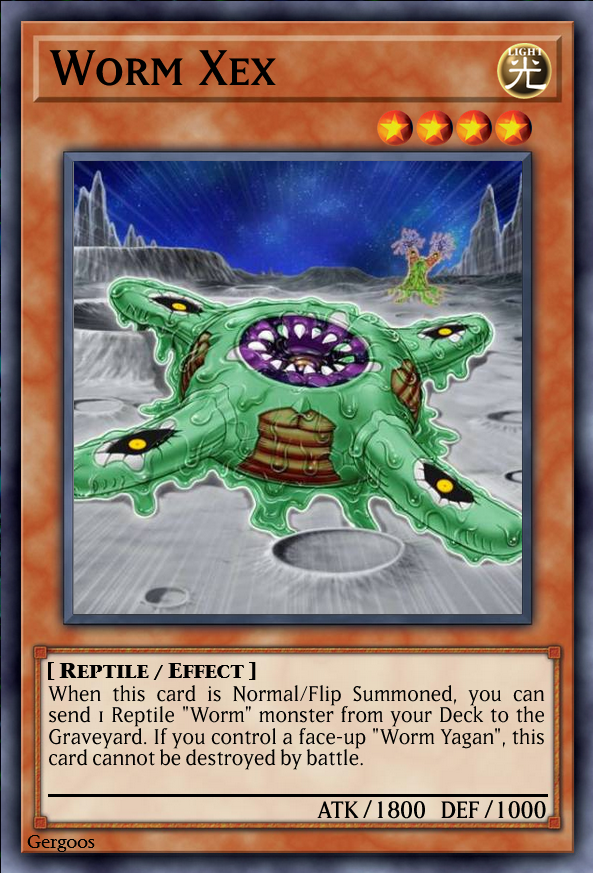 Worm Xex
LIGHT
光
[ Reptile / Effect ]
When this card is Normal/Flip Summoned, you can
send 1 Reptile "Worm" monster from your Deck to the
Graveyard. If you control a face-up "Worm Yagan", this
card cannot be destroyed by battle.
ATK / 1800 DEF / 1000
Gergoos